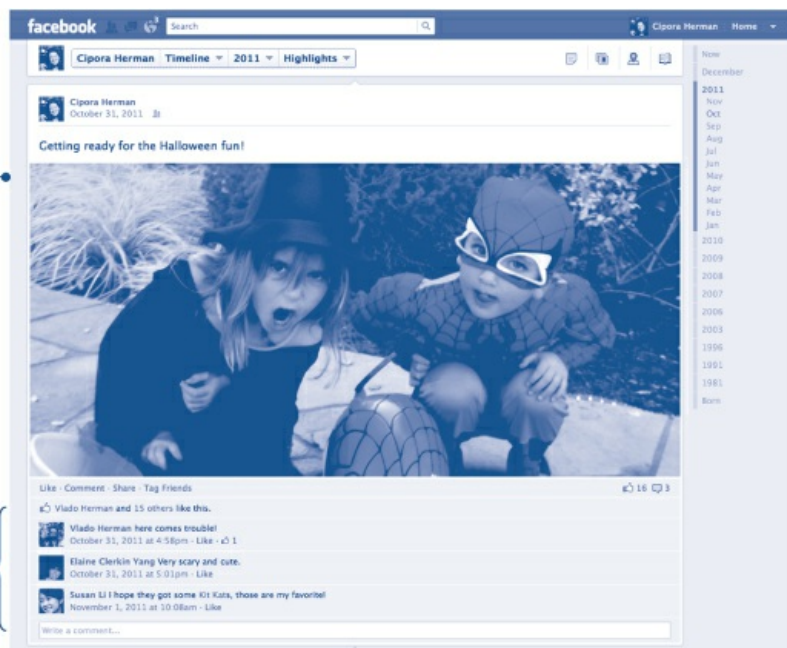 facebook
3
Search
Cipora Herman Home
Cipora Herman Timeline 2011 Highlights
Cipora Herman
October 31, 2011
Getting ready for the Halloween fun!
Like · Comment · Share · Tag Friends
16 3
Vlado Herman and 15 others like this.
Vlado Herman here comes trouble!
October 31, 2011 at 4:58pm · Like · 1
Elaine Clerkin Yang Very scary and cute.
October 31, 2011 at 5:01pm · Like
Susan Li I hope they got some Kit Kats, those are my favorite!
November 1, 2011 at 10:08am · Like
Write a comment...
Now
December
2011
Nov
Oct
Sep
Aug
Jul
Jun
May
Apr
Mar
Feb
Jan
2010
2009
2008
2007
2006
2003
1996
1991
1981
Born